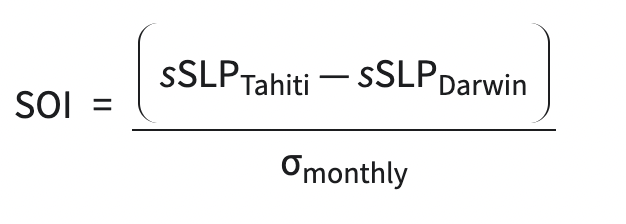 SOI = (sSLP_Tahiti — sSLP_Darwin)
σ_monthly